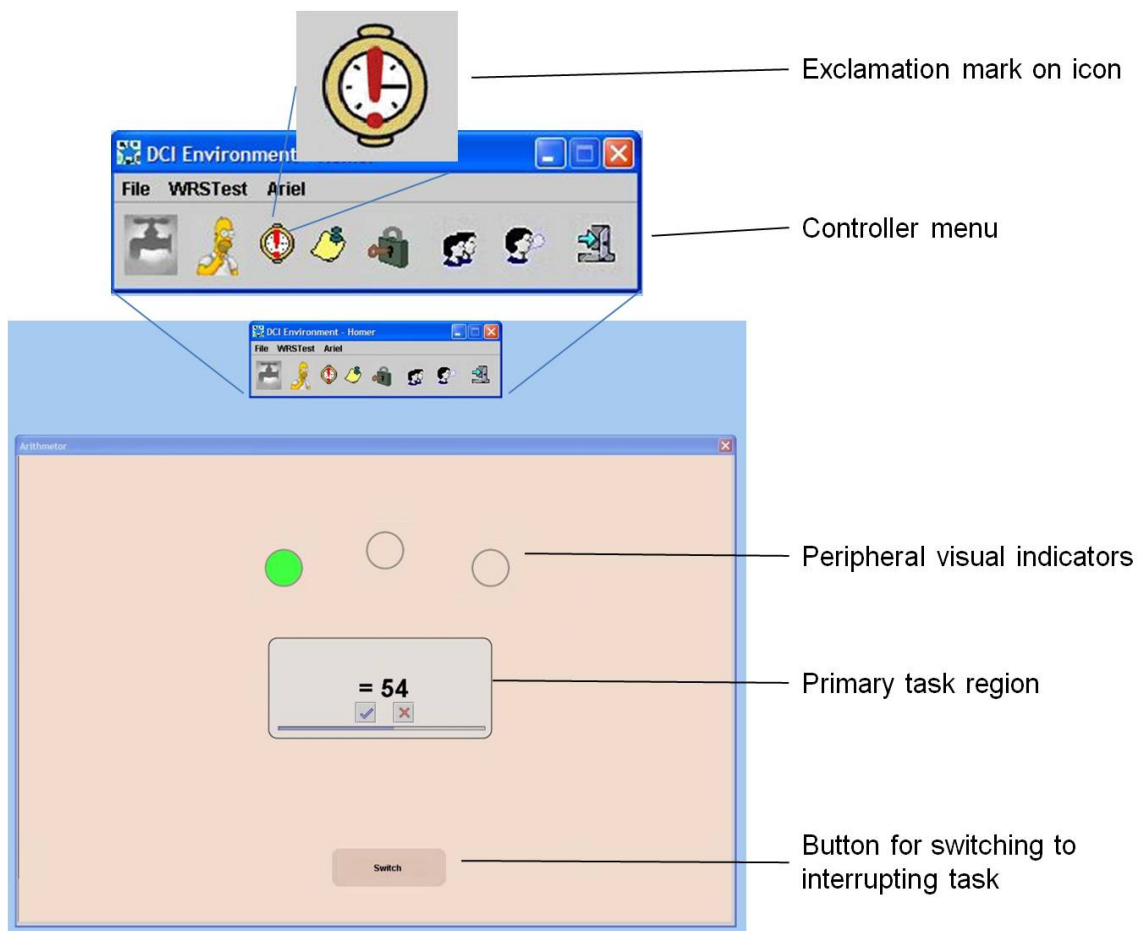 Exclamation mark on icon
DCI Environment - Homer
File WRSTest Ariel
Controller menu
DCI Environment - Homer
File WRSTest Ariel
Arithmetor
Peripheral visual indicators
= 54
Primary task region
Switch
Button for switching to
interrupting task